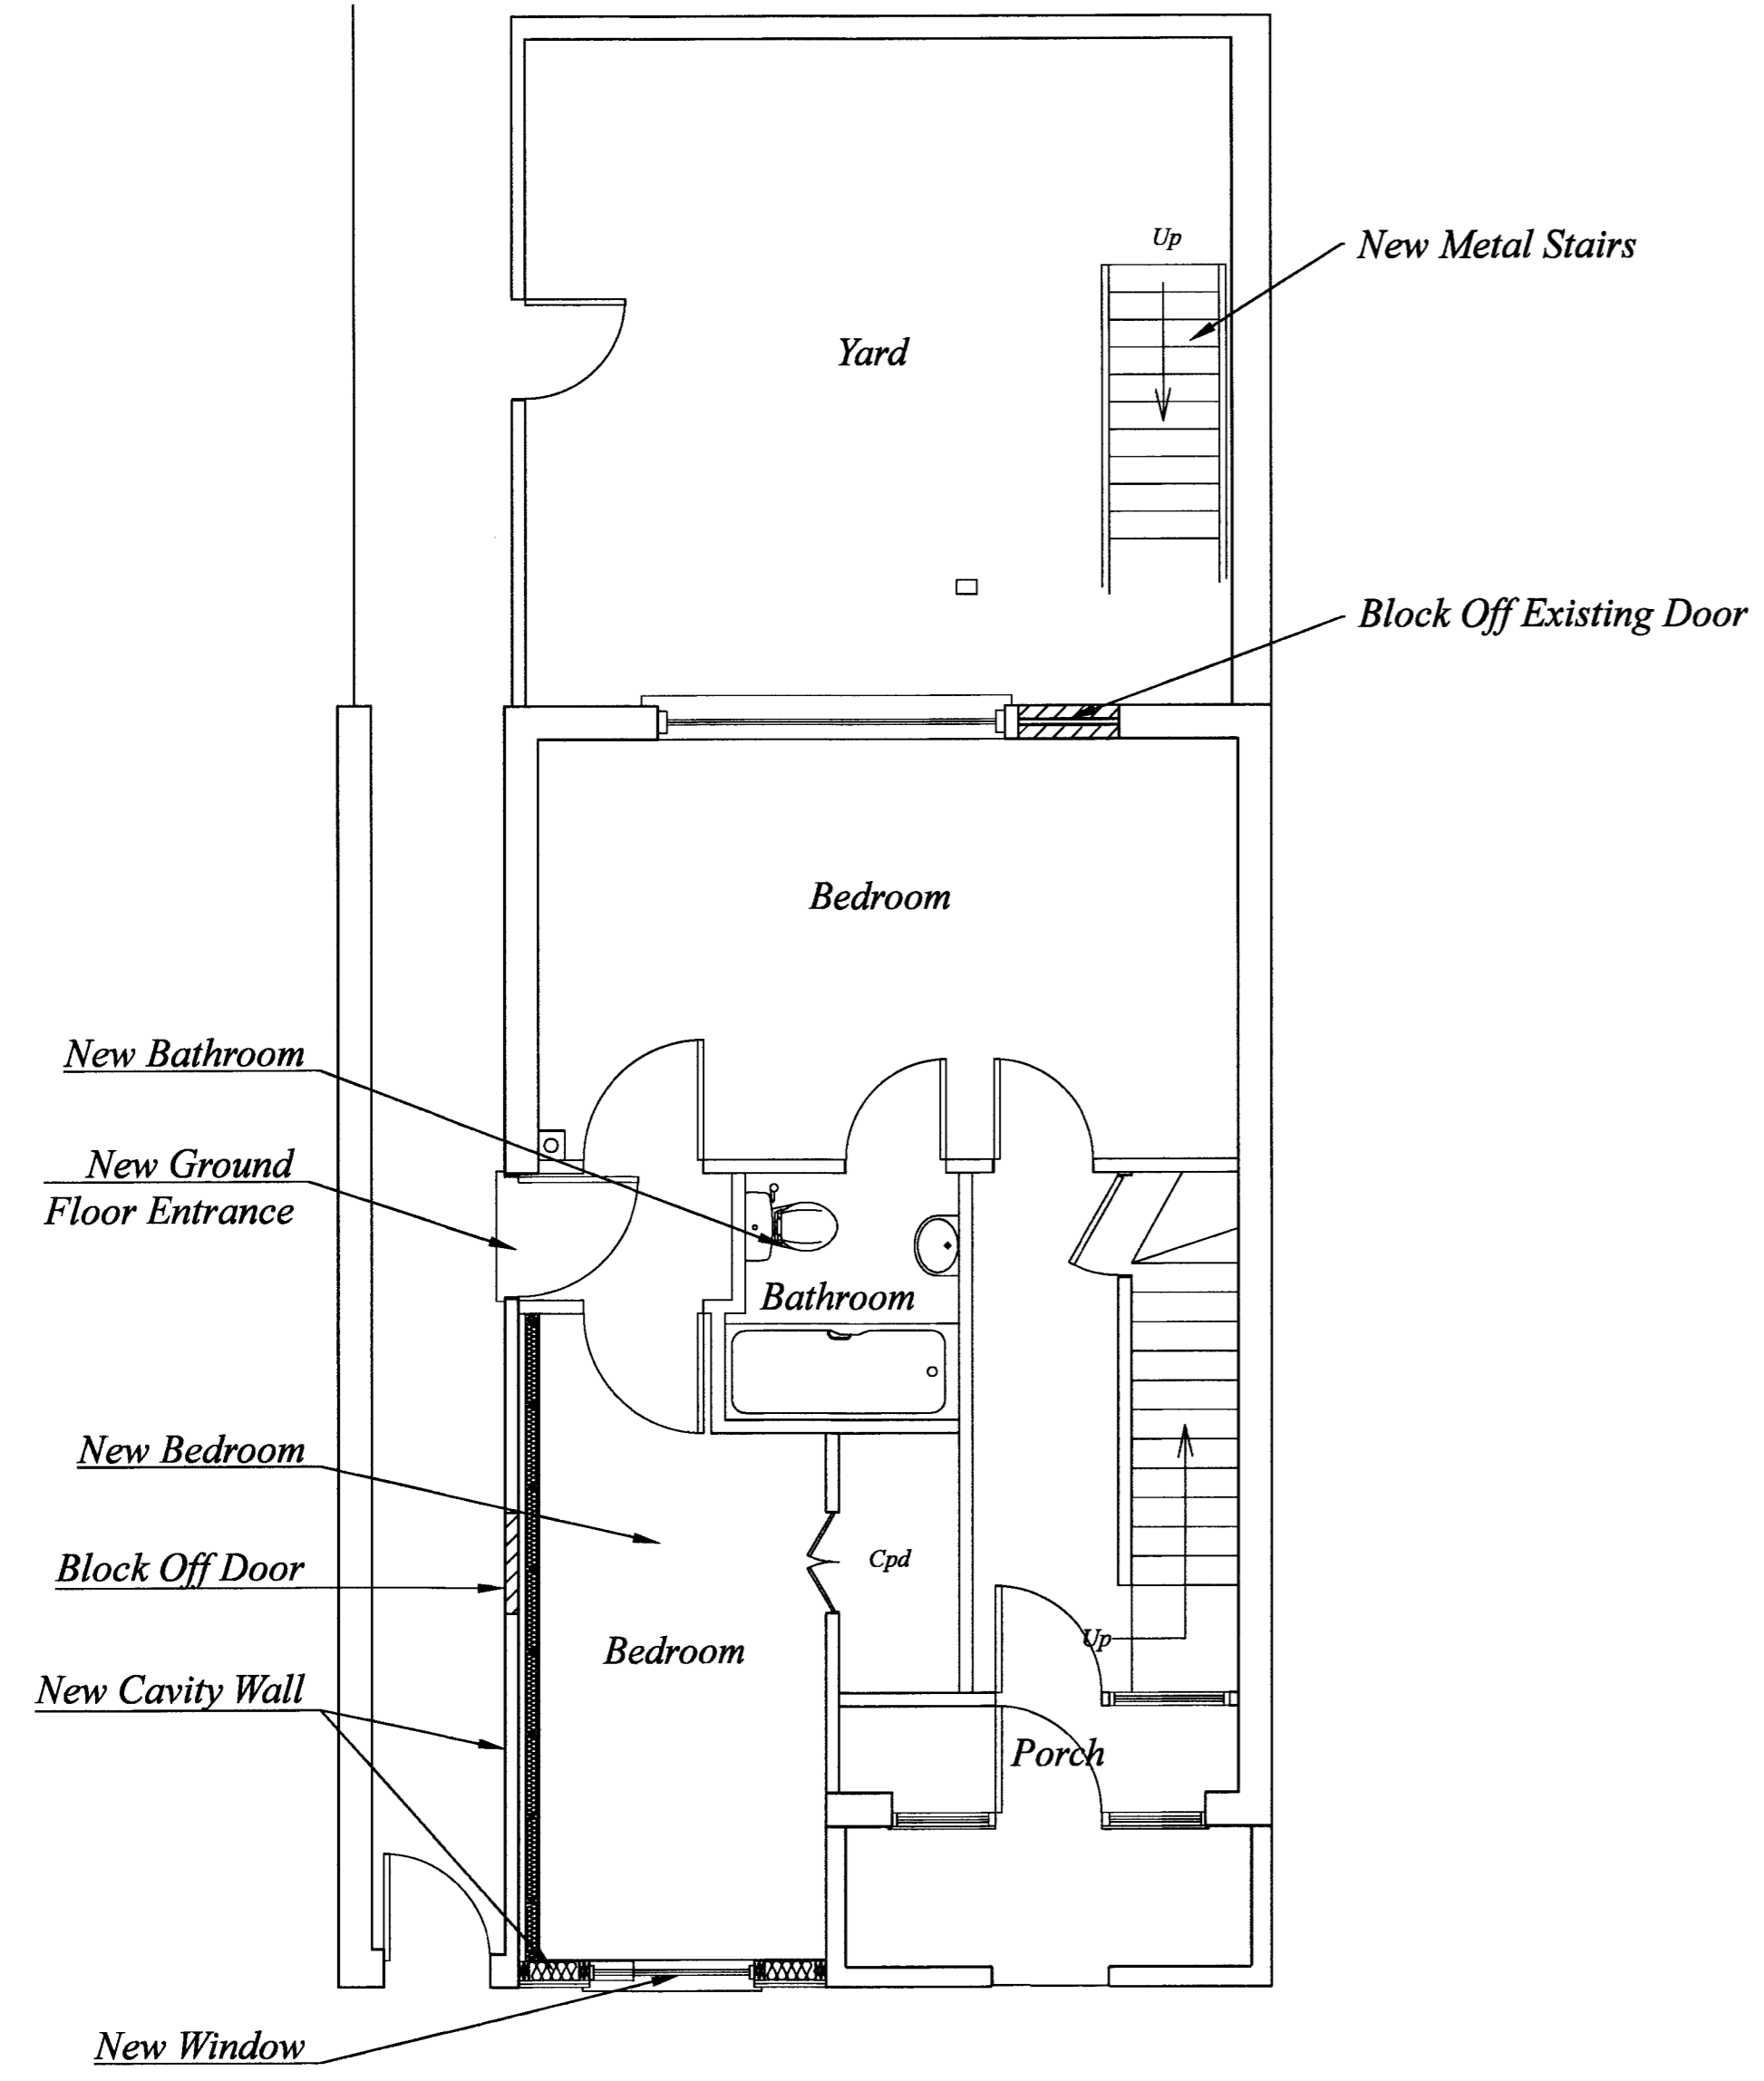 Up
New Metal Stairs
Yard
Block Off Existing Door
Bedroom
New Bathroom
New Ground
Floor Entrance
Bathroom
New Bedroom
Cpd
Block Off Door
Up
Bedroom
New Cavity Wall
Porch
New Window